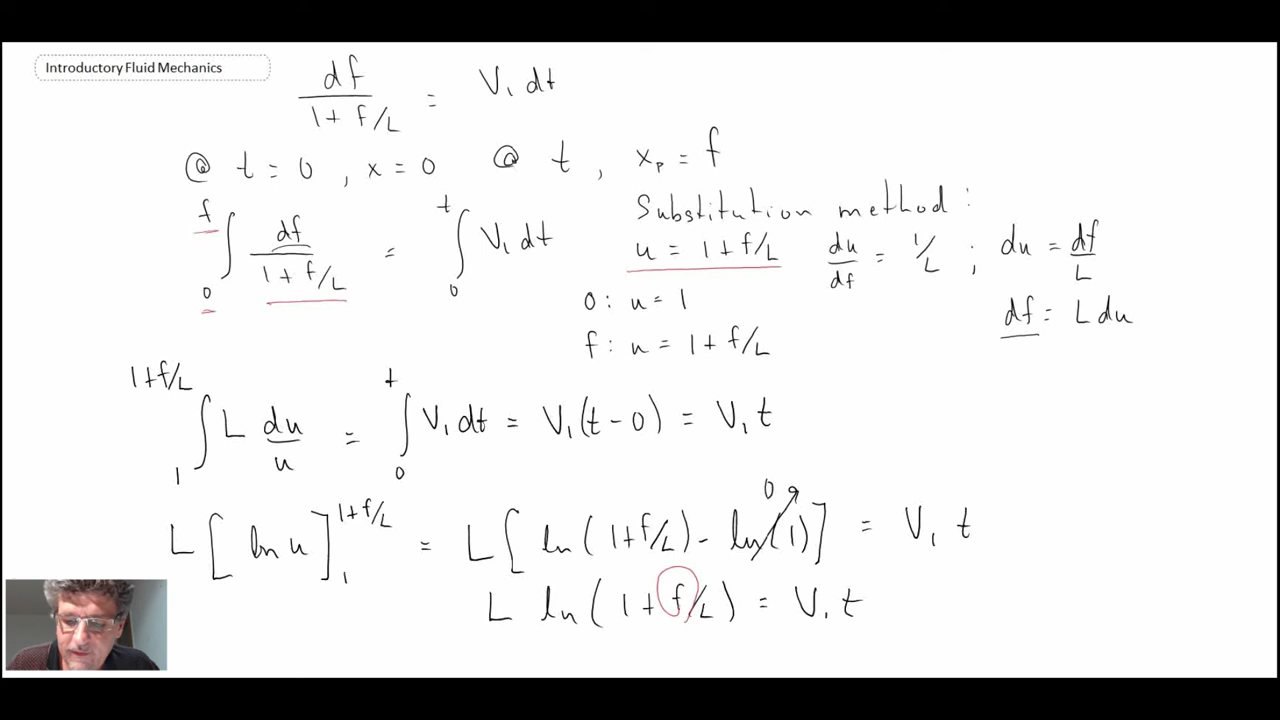 Introductory Fluid Mechanics
df / (1 + f/L) = V₁ dt
@ t = 0 , x = 0 @ t , xₚ = f
Substitution method :
∫₀^f df / (1 + f/L) = ∫₀^t V₁ dt
u = 1 + f/L du/df = 1/L ; du = df/L
0 : u = 1 df = L du
f : u = 1 + f/L
∫₁^(1+f/L) L du/u = ∫₀^t V₁ dt = V₁ (t - 0) = V₁ t
L [ ln u ]₁^(1+f/L) = L [ ln ( 1+f/L ) - ln ( 1 ) ] = V₁ t
0
L ln ( 1 + f/L ) = V₁ t